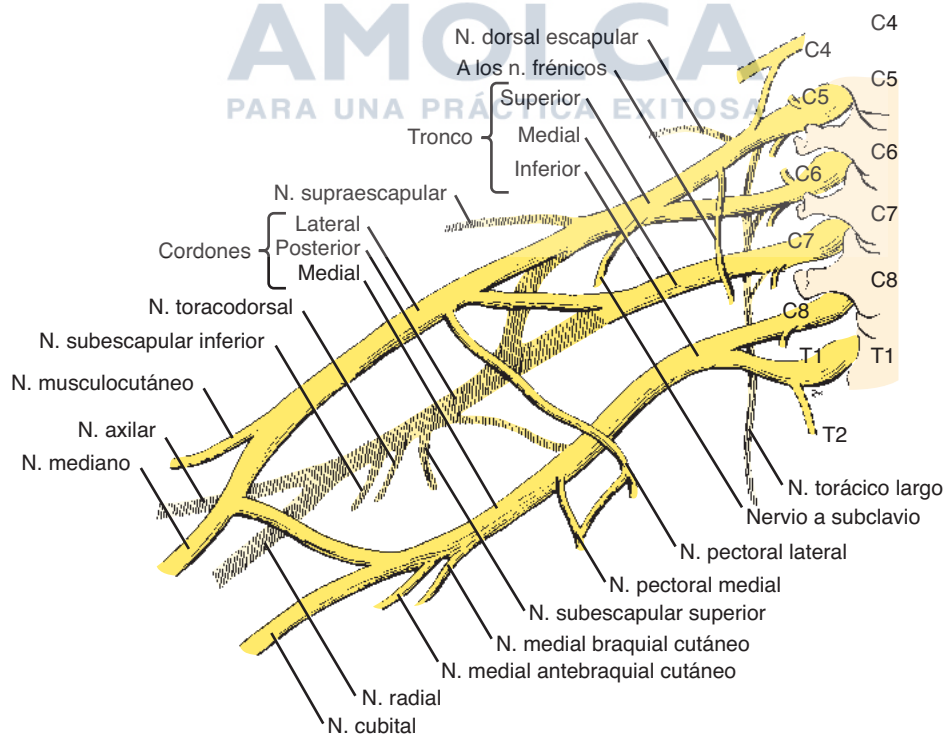 AMOLCA
PARA UNA PRÁCTICA EXITOSA
C4
N. dorsal escapular
C4
A los n. frénicos
C5
Superior
C5
Tronco
Medial
C6
Inferior
C6
N. supraescapular
C7
Lateral
Cordones
Posterior
C7
Medial
C8
N. toracodorsal
C8
N. subescapular inferior
T1
T1
N. musculocutáneo
N. axilar
T2
N. mediano
N. torácico largo
Nervio a subclavio
N. pectoral lateral
N. pectoral medial
N. subescapular superior
N. medial braquial cutáneo
N. medial antebraquial cutáneo
N. radial
N. cubital